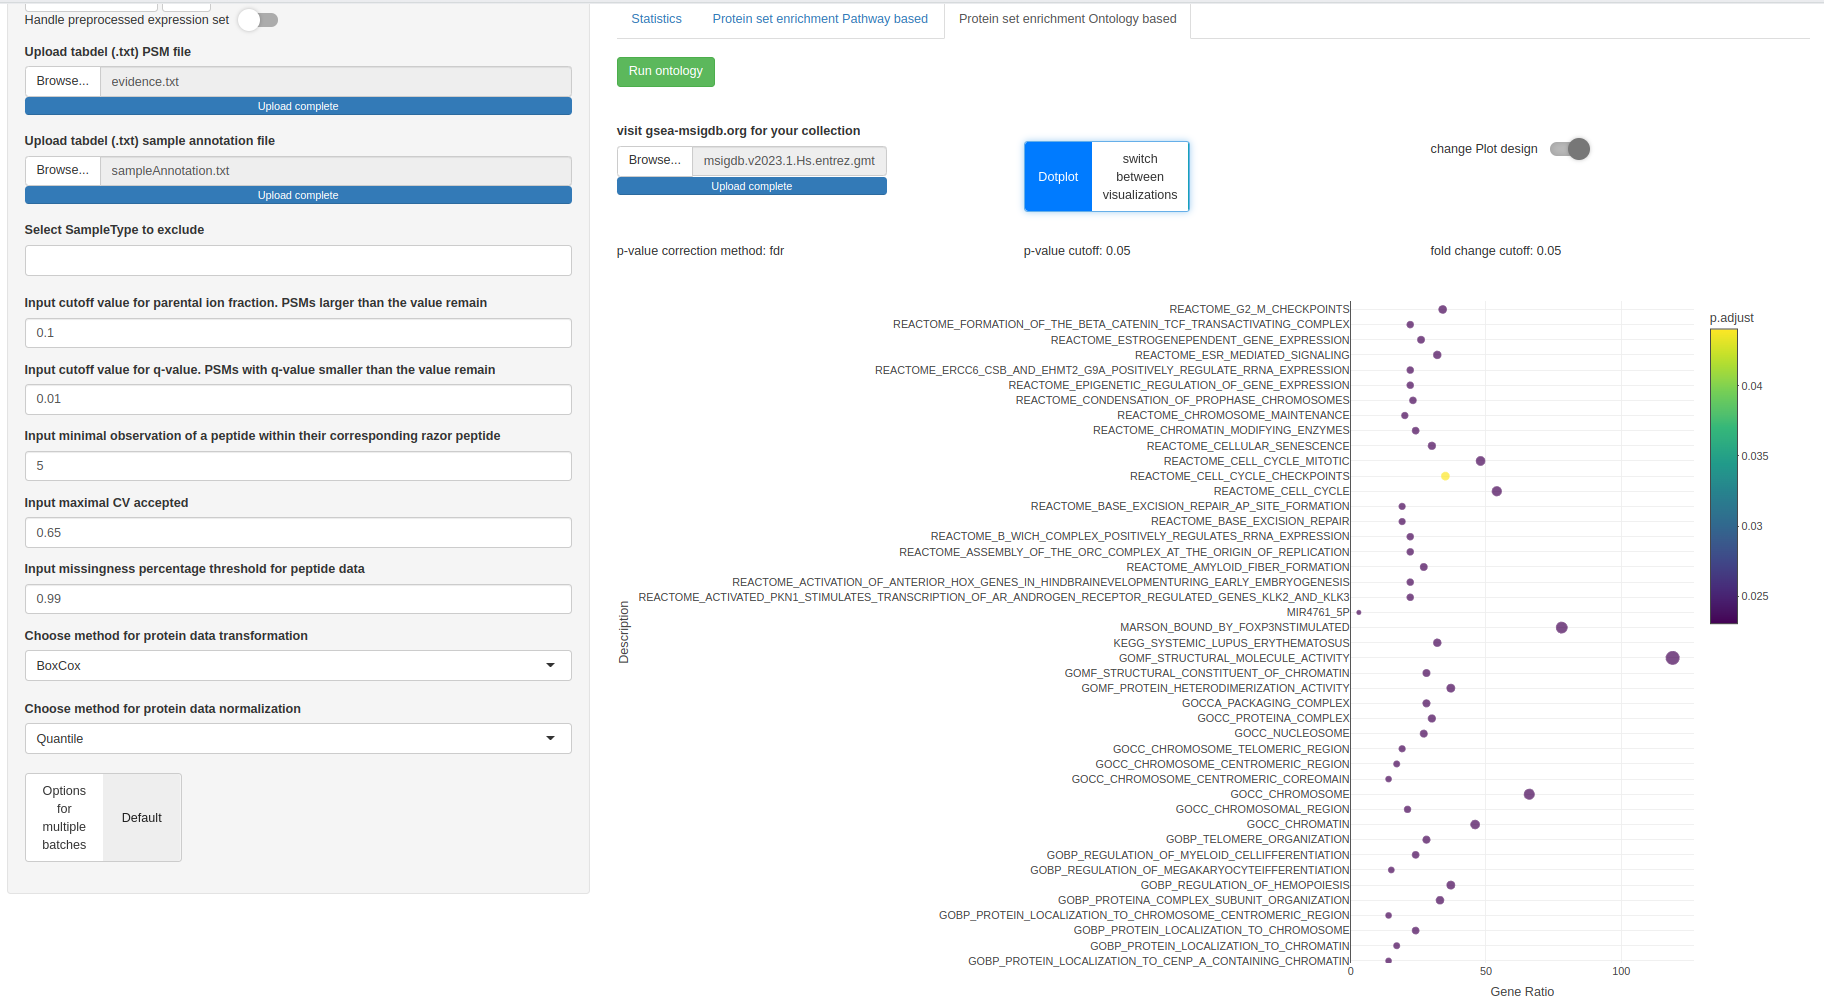 Handle preprocessed expression set
Upload tabdel (.txt) PSM file
Browse... evidence.txt
Upload complete
Upload tabdel (.txt) sample annotation file
Browse... sampleAnnotation.txt
Upload complete
Select SampleType to exclude
Input cutoff value for parental ion fraction. PSMs larger than the value remain
0.1
Input cutoff value for q-value. PSMs with q-value smaller than the value remain
0.01
Input minimal observation of a peptide within their corresponding razor peptide
5
Input maximal CV accepted
0.65
Input missingness percentage threshold for peptide data
0.99
Choose method for protein data transformation
BoxCox
Choose method for protein data normalization
Quantile
Options
for
multiple
batches
Default
Statistics Protein set enrichment Pathway based Protein set enrichment Ontology based
Run ontology
visit gsea-msigdb.org for your collection
Browse... msigdb.v2023.1.Hs.entrez.gmt
Upload complete
Dotplot
switch
between
visualizations
change Plot design
p-value correction method: fdr p-value cutoff: 0.05 fold change cutoff: 0.05
Description
REACTOME_G2_M_CHECKPOINTS
REACTOME_FORMATION_OF_THE_BETA_CATENIN_TCF_TRANSACTIVATING_COMPLEX
REACTOME_ESTROGENEPENDENT_GENE_EXPRESSION
REACTOME_ESR_MEDIATED_SIGNALING
REACTOME_ERCC6_CSB_AND_EHMT2_G9A_POSITIVELY_REGULATE_RRNA_EXPRESSION
REACTOME_EPIGENETIC_REGULATION_OF_GENE_EXPRESSION
REACTOME_CONDENSATION_OF_PROPHASE_CHROMOSOMES
REACTOME_CHROMOSOME_MAINTENANCE
REACTOME_CHROMATIN_MODIFYING_ENZYMES
REACTOME_CELLULAR_SENESCENCE
REACTOME_CELL_CYCLE_MITOTIC
REACTOME_CELL_CYCLE_CHECKPOINTS
REACTOME_CELL_CYCLE
REACTOME_BASE_EXCISION_REPAIR_AP_SITE_FORMATION
REACTOME_BASE_EXCISION_REPAIR
REACTOME_B_WICH_COMPLEX_POSITIVELY_REGULATES_RRNA_EXPRESSION
REACTOME_ASSEMBLY_OF_THE_ORC_COMPLEX_AT_THE_ORIGIN_OF_REPLICATION
REACTOME_AMYLOID_FIBER_FORMATION
REACTOME_ACTIVATION_OF_ANTERIOR_HOX_GENES_IN_HINDBRAINEVELOPMENTURING_EARLY_EMBRYOGENESIS
REACTOME_ACTIVATED_PKN1_STIMULATES_TRANSCRIPTION_OF_AR_ANDROGEN_RECEPTOR_REGULATED_GENES_KLK2_AND_KLK3
MIR4761_5P
MARSON_BOUND_BY_FOXP3NSTIMULATED
KEGG_SYSTEMIC_LUPUS_ERYTHEMATOSUS
GOMF_STRUCTURAL_MOLECULE_ACTIVITY
GOMF_STRUCTURAL_CONSTITUENT_OF_CHROMATIN
GOMF_PROTEIN_HETERODIMERIZATION_ACTIVITY
GOCCA_PACKAGING_COMPLEX
GOCC_PROTEINA_COMPLEX
GOCC_NUCLEOSOME
GOCC_CHROMOSOME_TELOMERIC_REGION
GOCC_CHROMOSOME_CENTROMERIC_REGION
GOCC_CHROMOSOME_CENTROMERIC_COREOMAIN
GOCC_CHROMOSOME
GOCC_CHROMOSOMAL_REGION
GOCC_CHROMATIN
GOBP_TELOMERE_ORGANIZATION
GOBP_REGULATION_OF_MYELOID_CELLIFFERENTIATION
GOBP_REGULATION_OF_MEGAKARYOCYTEIFFERENTIATION
GOBP_REGULATION_OF_HEMOPOIESIS
GOBP_PROTEINA_COMPLEX_SUBUNIT_ORGANIZATION
GOBP_PROTEIN_LOCALIZATION_TO_CHROMOSOME_CENTROMERIC_REGION
GOBP_PROTEIN_LOCALIZATION_TO_CHROMOSOME
GOBP_PROTEIN_LOCALIZATION_TO_CHROMATIN
GOBP_PROTEIN_LOCALIZATION_TO_CENP_A_CONTAINING_CHROMATIN
0 50 100
Gene Ratio
p.adjust
0.04
0.035
0.03
0.025